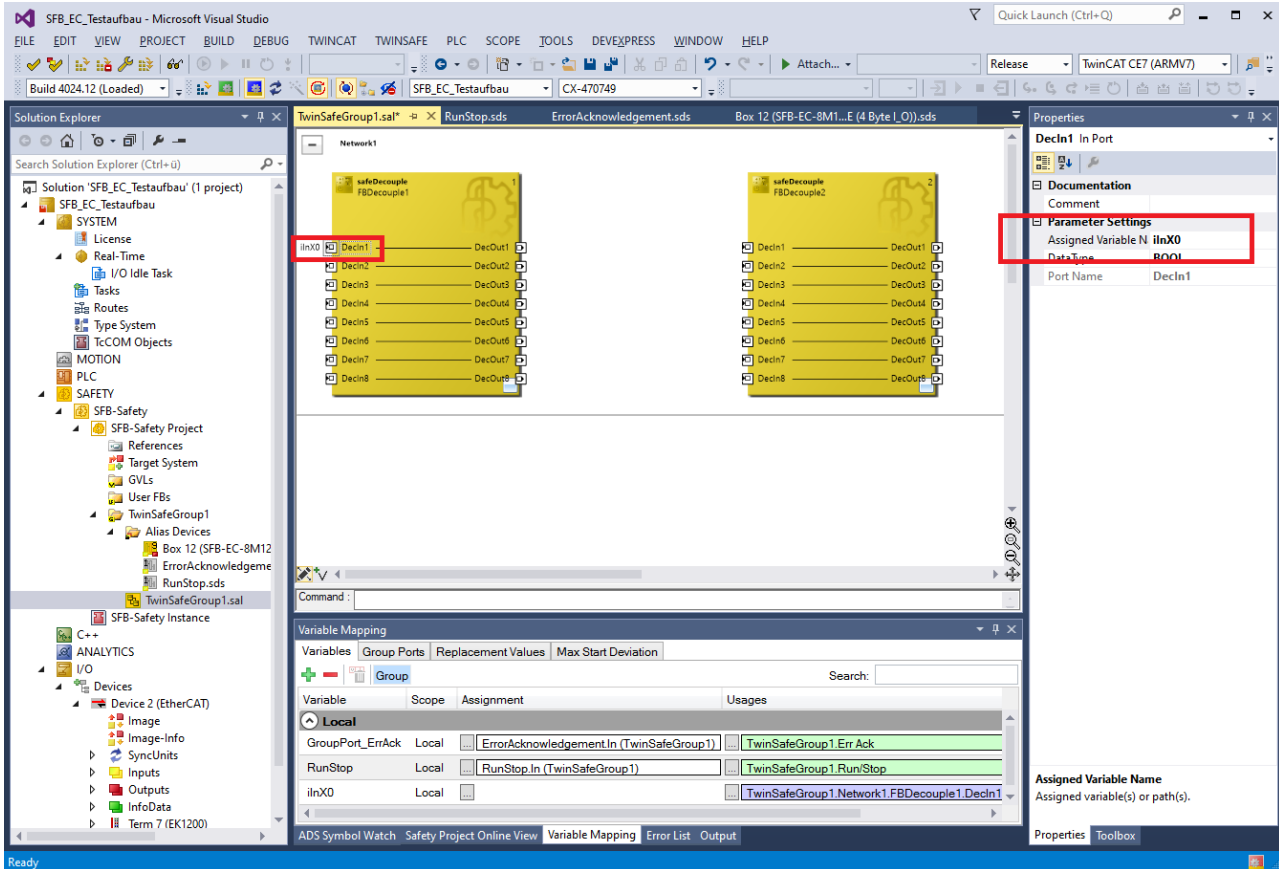 SFB_EC_Testaufbau - Microsoft Visual Studio
Quick Launch (Ctrl+Q)
FILE EDIT VIEW PROJECT BUILD DEBUG TWINCAT TWINSAFE PLC SCOPE TOOLS DEVEXPRESS WINDOW HELP
Attach... Release TwinCAT CE7 (ARMV7)
Build 4024.12 (Loaded) SFB_EC_Testaufbau CX-470749
Solution Explorer
Search Solution Explorer (Ctrl+ü)
Solution 'SFB_EC_Testaufbau' (1 project)
SFB_EC_Testaufbau
SYSTEM
License
Real-Time
I/O Idle Task
Tasks
Routes
Type System
TcCOM Objects
MOTION
PLC
SAFETY
SFB-Safety
SFB-Safety Project
References
Target System
GVLs
User FBs
TwinSafeGroup1
Alias Devices
Box 12 (SFB-EC-8M12
ErrorAcknowledgeme
RunStop.sds
TwinSafeGroup1.sal
SFB-Safety Instance
C++
ANALYTICS
I/O
Devices
Device 2 (EtherCAT)
Image
Image-Info
SyncUnits
Inputs
Outputs
InfoData
Term 7 (EK1200)
TwinSafeGroup1.sal* RunStop.sds ErrorAcknowledgement.sds Box 12 (SFB-EC-8M1...E (4 Byte I_O)).sds
Network1
safeDecouple 1
FBDecouple1
iInX0 DecIn1 DecOut1
DecIn2 DecOut2
DecIn3 DecOut3
DecIn4 DecOut4
DecIn5 DecOut5
DecIn6 DecOut6
DecIn7 DecOut7
DecIn8 DecOut8
safeDecouple 2
FBDecouple2
DecIn1 DecOut1
DecIn2 DecOut2
DecIn3 DecOut3
DecIn4 DecOut4
DecIn5 DecOut5
DecIn6 DecOut6
DecIn7 DecOut7
DecIn8 DecOut8
Command :
Variable Mapping
Variables Group Ports Replacement Values Max Start Deviation
Group Search:
Variable Scope Assignment Usages
Local
GroupPort_ErrAck Local ... ErrorAcknowledgement.In (TwinSafeGroup1) ... TwinSafeGroup1.Err Ack
RunStop Local ... RunStop.In (TwinSafeGroup1) ... TwinSafeGroup1.Run/Stop
iInX0 Local ... ... TwinSafeGroup1.Network1.FBDecouple1.DecIn1
ADS Symbol Watch Safety Project Online View Variable Mapping Error List Output
Properties
DecIn1 In Port
Documentation
Comment
Parameter Settings
Assigned Variable N iInX0
DataType BOOL
Port Name DecIn1
Assigned Variable Name
Assigned variable(s) or path(s).
Properties Toolbox
Ready